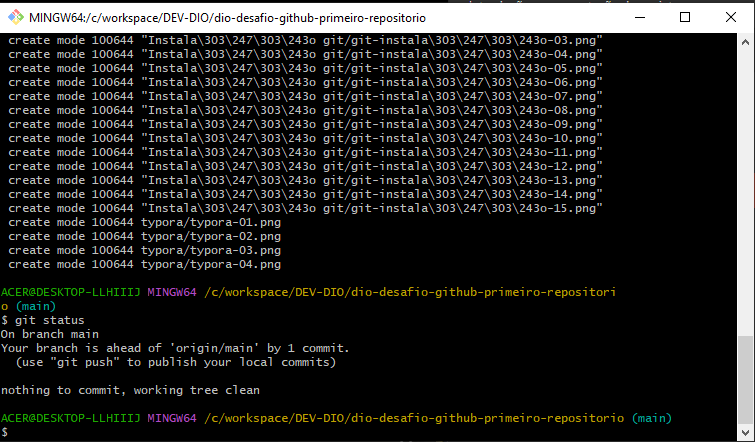 MINGW64:/c/workspace/DEV-DIO/dio-desafio-github-primeiro-repositorio
create mode 100644 "Instala\303\247\303\243o git/git-instala\303\247\303\243o-03.png"
create mode 100644 "Instala\303\247\303\243o git/git-instala\303\247\303\243o-04.png"
create mode 100644 "Instala\303\247\303\243o git/git-instala\303\247\303\243o-05.png"
create mode 100644 "Instala\303\247\303\243o git/git-instala\303\247\303\243o-06.png"
create mode 100644 "Instala\303\247\303\243o git/git-instala\303\247\303\243o-07.png"
create mode 100644 "Instala\303\247\303\243o git/git-instala\303\247\303\243o-08.png"
create mode 100644 "Instala\303\247\303\243o git/git-instala\303\247\303\243o-09.png"
create mode 100644 "Instala\303\247\303\243o git/git-instala\303\247\303\243o-10.png"
create mode 100644 "Instala\303\247\303\243o git/git-instala\303\247\303\243o-11.png"
create mode 100644 "Instala\303\247\303\243o git/git-instala\303\247\303\243o-12.png"
create mode 100644 "Instala\303\247\303\243o git/git-instala\303\247\303\243o-13.png"
create mode 100644 "Instala\303\247\303\243o git/git-instala\303\247\303\243o-14.png"
create mode 100644 "Instala\303\247\303\243o git/git-instala\303\247\303\243o-15.png"
create mode 100644 typora/typora-01.png
create mode 100644 typora/typora-02.png
create mode 100644 typora/typora-03.png
create mode 100644 typora/typora-04.png
ACER@DESKTOP-LLHIIIJ MINGW64 /c/workspace/DEV-DIO/dio-desafio-github-primeiro-repositori
o (main)
$ git status
On branch main
Your branch is ahead of 'origin/main' by 1 commit.
(use "git push" to publish your local commits)
nothing to commit, working tree clean
ACER@DESKTOP-LLHIIIJ MINGW64 /c/workspace/DEV-DIO/dio-desafio-github-primeiro-repositorio (main)
$